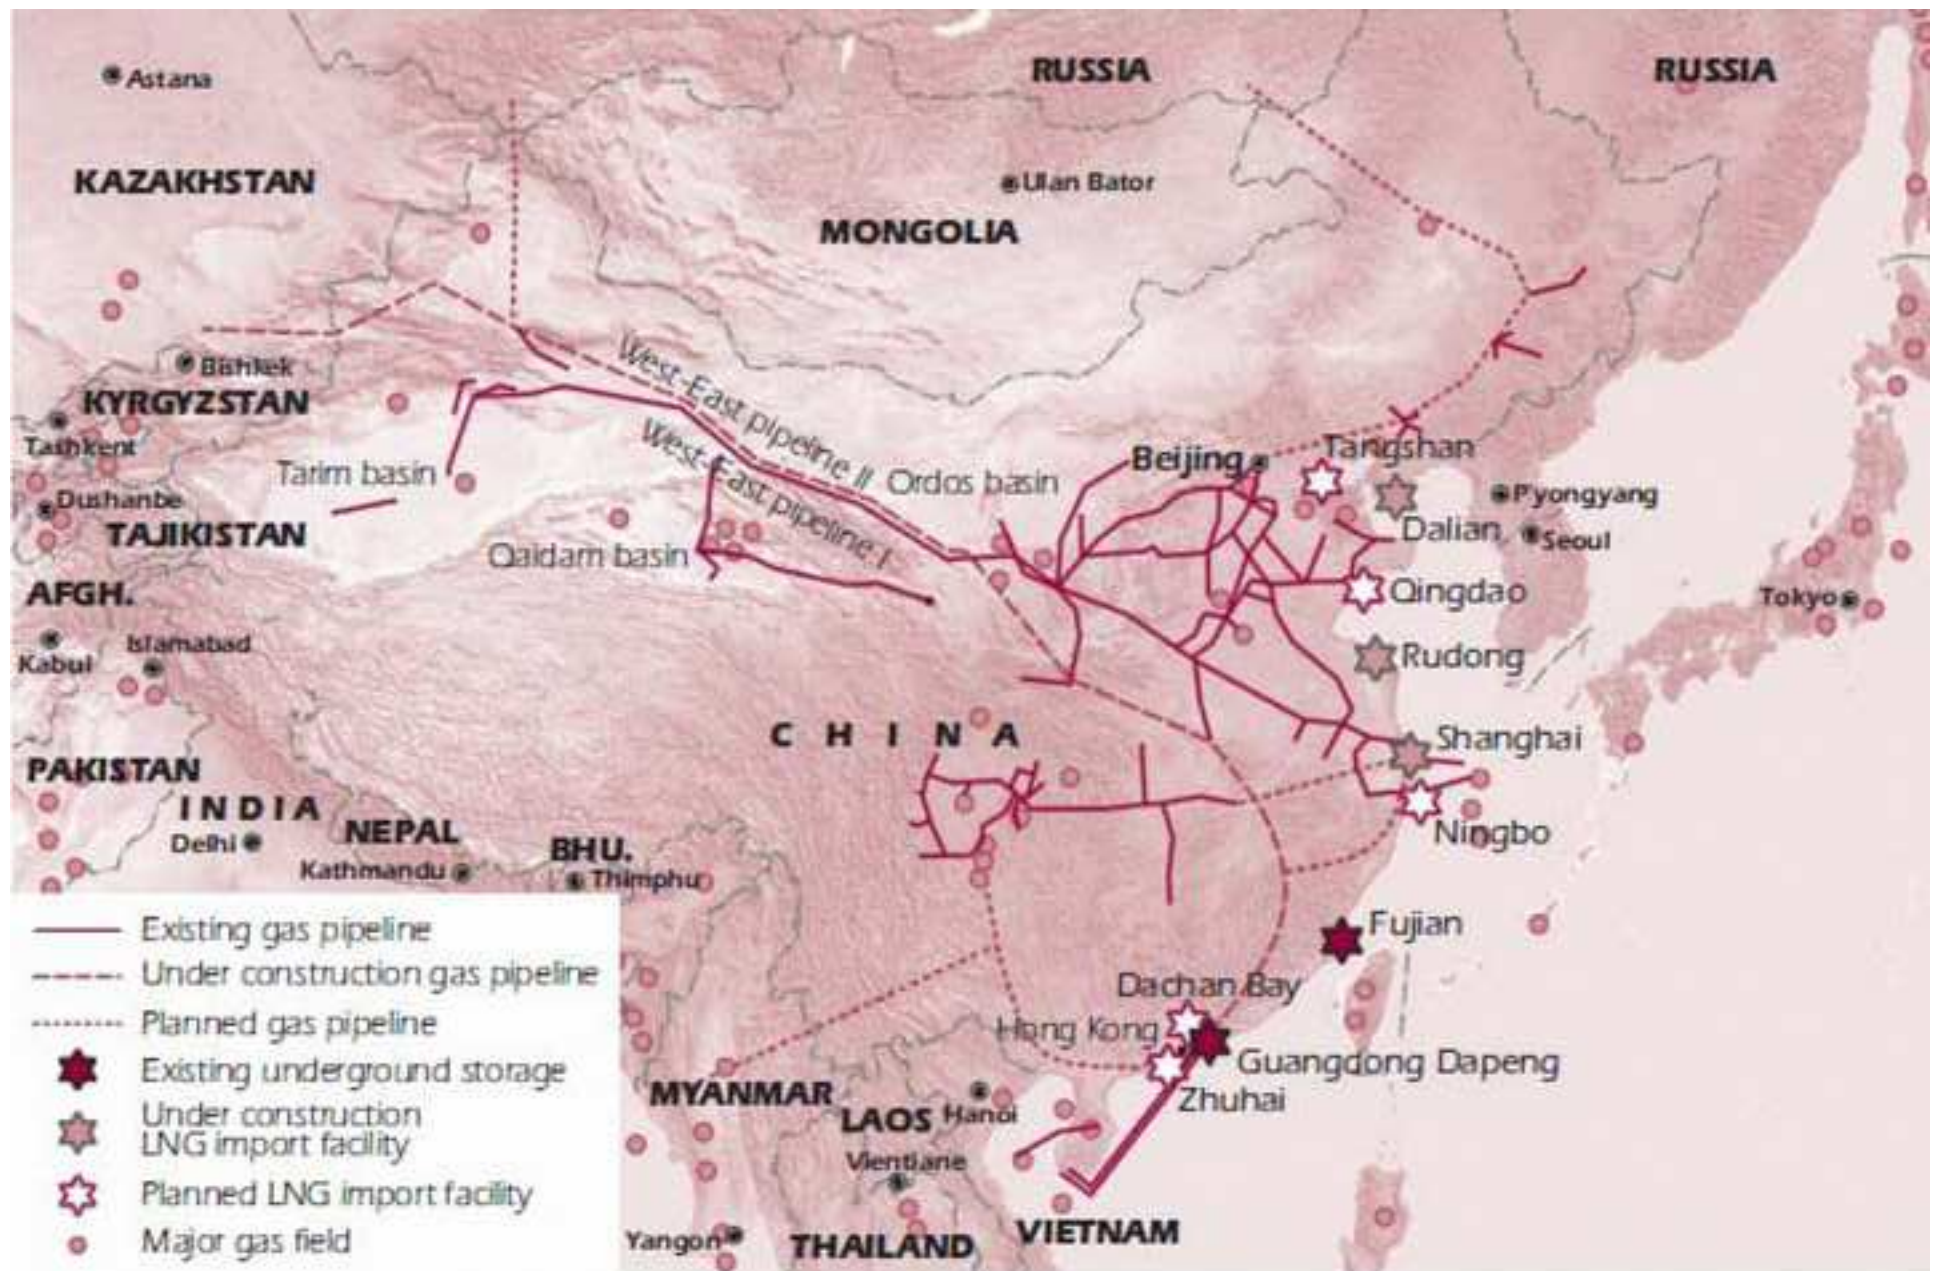 RUSSIA
RUSSIA
Astana
KAZAKHSTAN
Ulan Bator
MONGOLIA
Bishkek
KYRGYZSTAN
Tashkent
West-East pipeline II
West-East pipeline I
Tarim basin
Ordos basin
Beijing
Tangshan
Dushanbe
P'yongyang
TAJIKISTAN
Dalian
Seoul
Qaidam basin
AFGH.
Qingdao
Tokyo
Islamabad
Kabul
Rudong
CHINA
Shanghai
PAKISTAN
INDIA
NEPAL
Ningbo
Delhi
BHU.
Kathmandu
Thimphu
Fujian
Dachan Bay
Hong Kong
Guangdong Dapeng
MYANMAR
Zhuhai
LAOS
Hanoi
Vientiane
Yangon
THAILAND
VIETNAM
Existing gas pipeline
Under construction gas pipeline
Planned gas pipeline
Existing underground storage
Under construction
LNG import facility
Planned LNG import facility
Major gas field